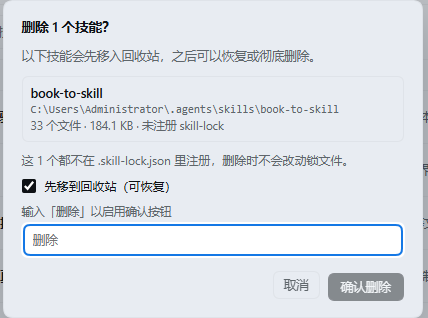 删除 1 个技能？
以下技能会先移入回收站，之后可以恢复或彻底删除。
book-to-skill
C:\Users\Administrator\.agents\skills\book-to-skill
33 个文件 · 184.1 KB · 未注册 skill-lock
这 1 个都不在 .skill-lock.json 里注册，删除时不会改动锁文件。
先移到回收站（可恢复）
输入「删除」以启用确认按钮
删除
取消
确认删除